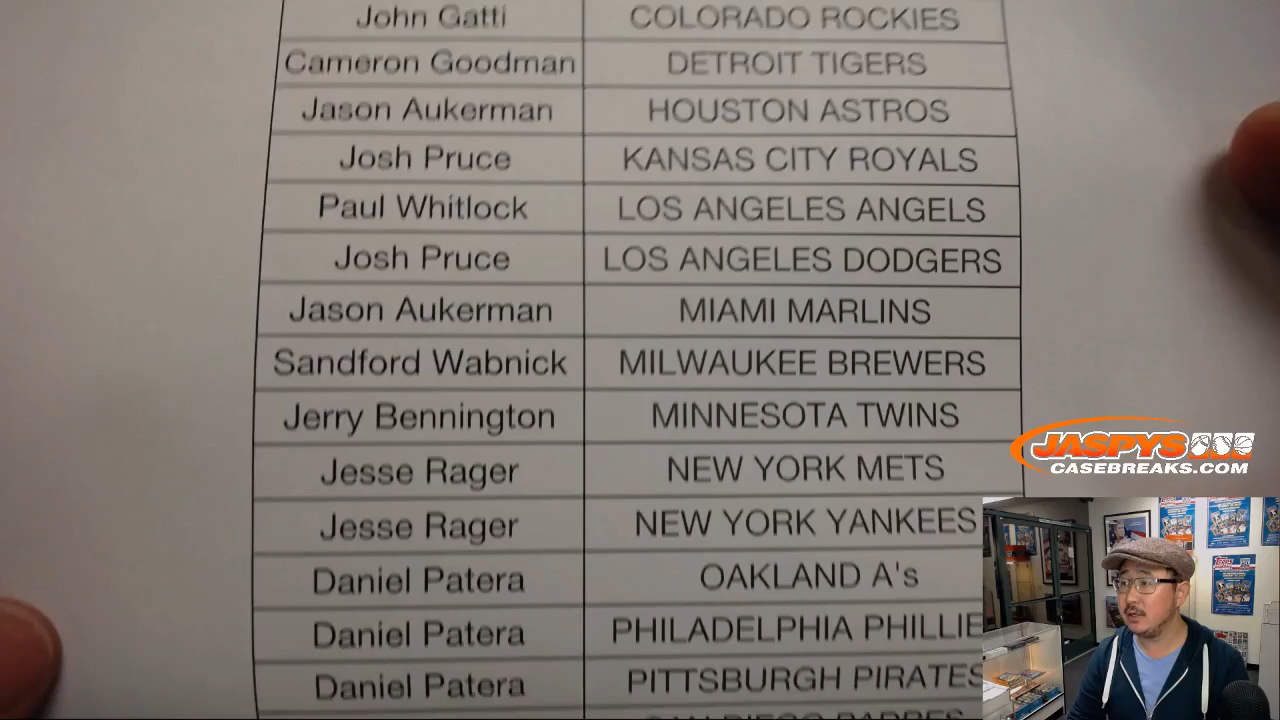 John Gatti COLORADO ROCKIES
Cameron Goodman DETROIT TIGERS
Jason Aukerman HOUSTON ASTROS
Josh Pruce KANSAS CITY ROYALS
Paul Whitlock LOS ANGELES ANGELS
Josh Pruce LOS ANGELES DODGERS
Jason Aukerman MIAMI MARLINS
Sandford Wabnick MILWAUKEE BREWERS
Jerry Bennington MINNESOTA TWINS
Jesse Rager NEW YORK METS
Jesse Rager NEW YORK YANKEES
Daniel Patera OAKLAND A's
Daniel Patera PHILADELPHIA PHILLIE
Daniel Patera PITTSBURGH PIRATES
SAN DIEGO PADRES
JASPYS
CASEBREAKS.COM